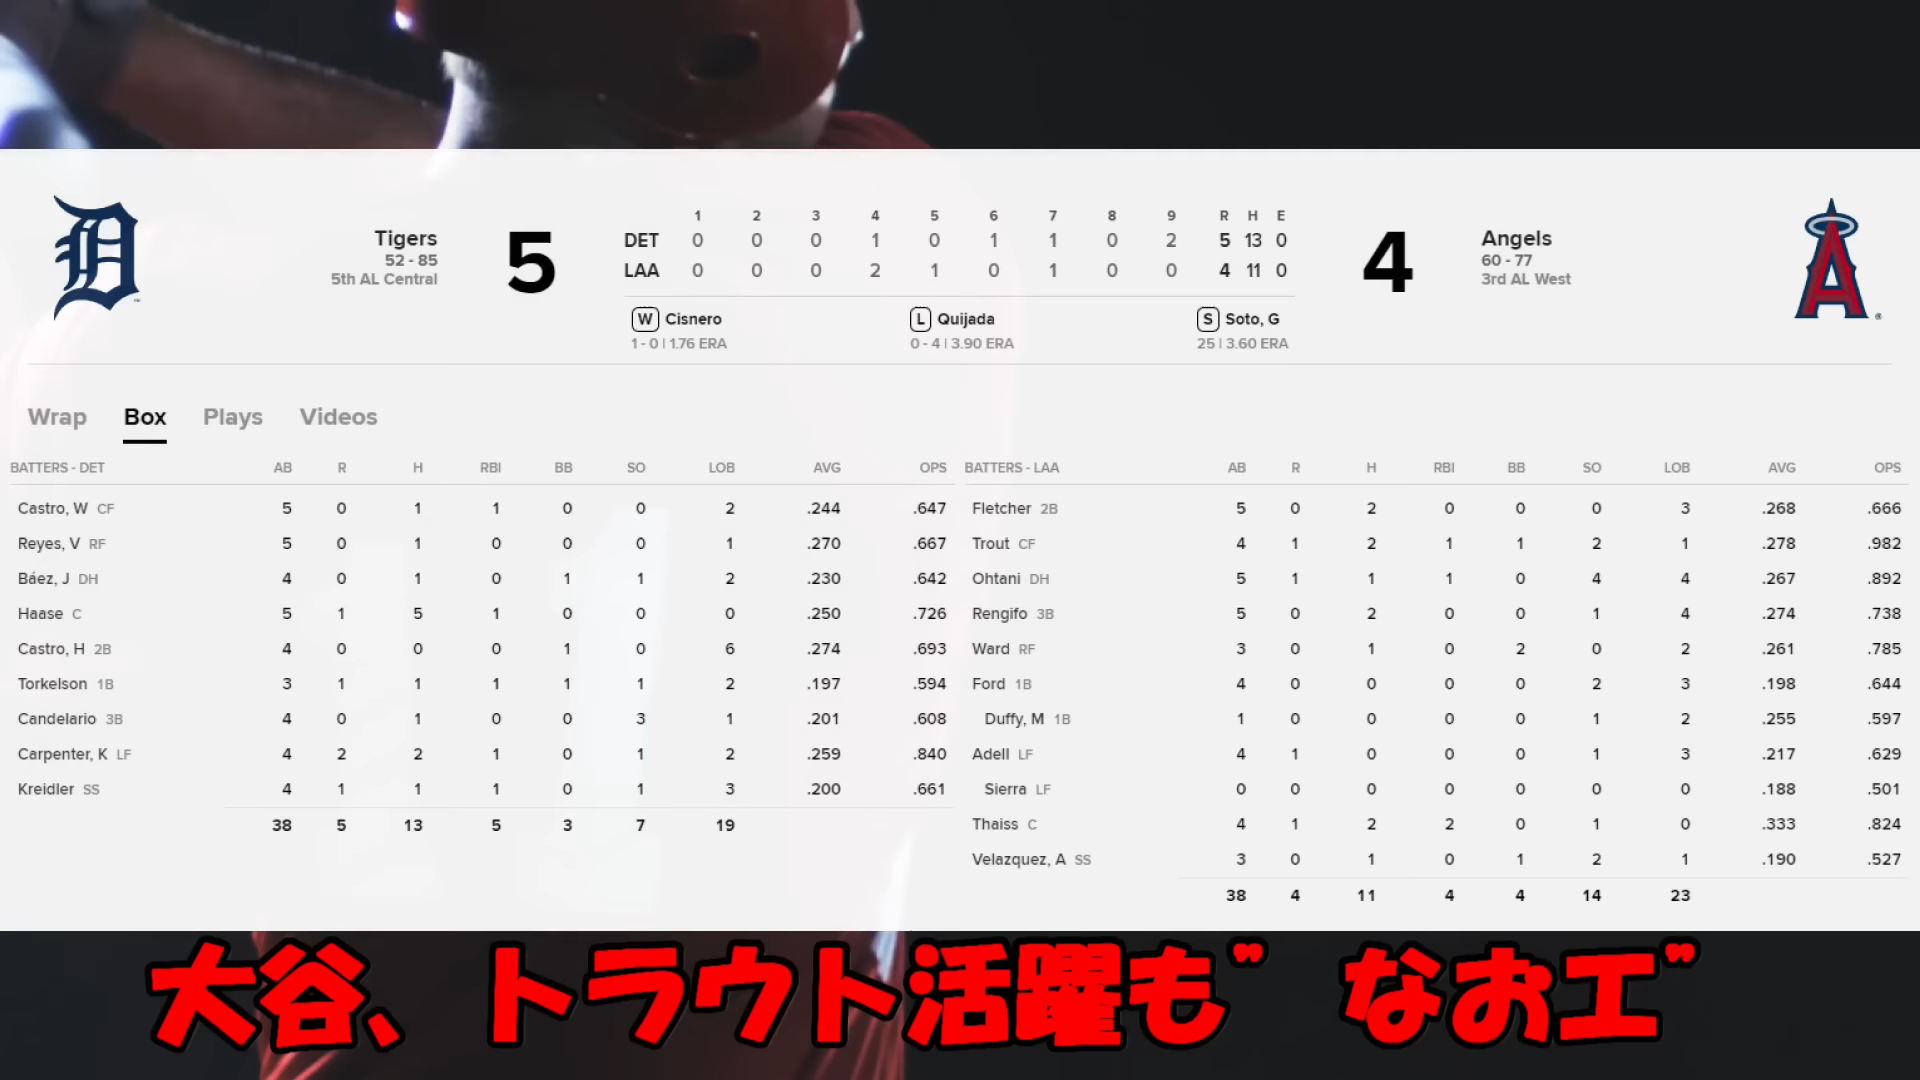 1 2 3 4 5 6 7 8 9 R H E
Tigers
52 - 85
5th AL Central
5
DET 0 0 0 1 0 1 1 0 2 5 13 0
LAA 0 0 0 2 1 0 1 0 0 4 11 0
4
Angels
60 - 77
3rd AL West
W Cisnero L Quijada S Soto, G
1 - 0 | 1.76 ERA 0 - 4 | 3.90 ERA 25 | 3.60 ERA
Wrap Box Plays Videos
BATTERS - DET AB R H RBI BB SO LOB AVG OPS
Castro, W CF 5 0 1 1 0 0 2 .244 .647
Reyes, V RF 5 0 1 0 0 0 1 .270 .667
Báez, J DH 4 0 1 0 1 1 2 .230 .642
Haase C 5 1 5 1 0 0 0 .250 .726
Castro, H 2B 4 0 0 0 1 0 6 .274 .693
Torkelson 1B 3 1 1 1 1 1 2 .197 .594
Candelario 3B 4 0 1 0 0 3 1 .201 .608
Carpenter, K LF 4 2 2 1 0 1 2 .259 .840
Kreidler SS 4 1 1 1 0 1 3 .200 .661
38 5 13 5 3 7 19
BATTERS - LAA AB R H RBI BB SO LOB AVG OPS
Fletcher 2B 5 0 2 0 0 0 3 .268 .666
Trout CF 4 1 2 1 1 2 1 .278 .982
Ohtani DH 5 1 1 1 0 4 4 .267 .892
Rengifo 3B 5 0 2 0 0 1 4 .274 .738
Ward RF 3 0 1 0 2 0 2 .261 .785
Ford 1B 4 0 0 0 0 2 3 .198 .644
Duffy, M 1B 1 0 0 0 0 1 2 .255 .597
Adell LF 4 1 0 0 0 1 3 .217 .629
Sierra LF 0 0 0 0 0 0 0 .188 .501
Thaiss C 4 1 2 2 0 1 0 .333 .824
Velazquez, A SS 3 0 1 0 1 2 1 .190 .527
38 4 11 4 4 14 23
大谷、トラウト活躍も”なおエ”